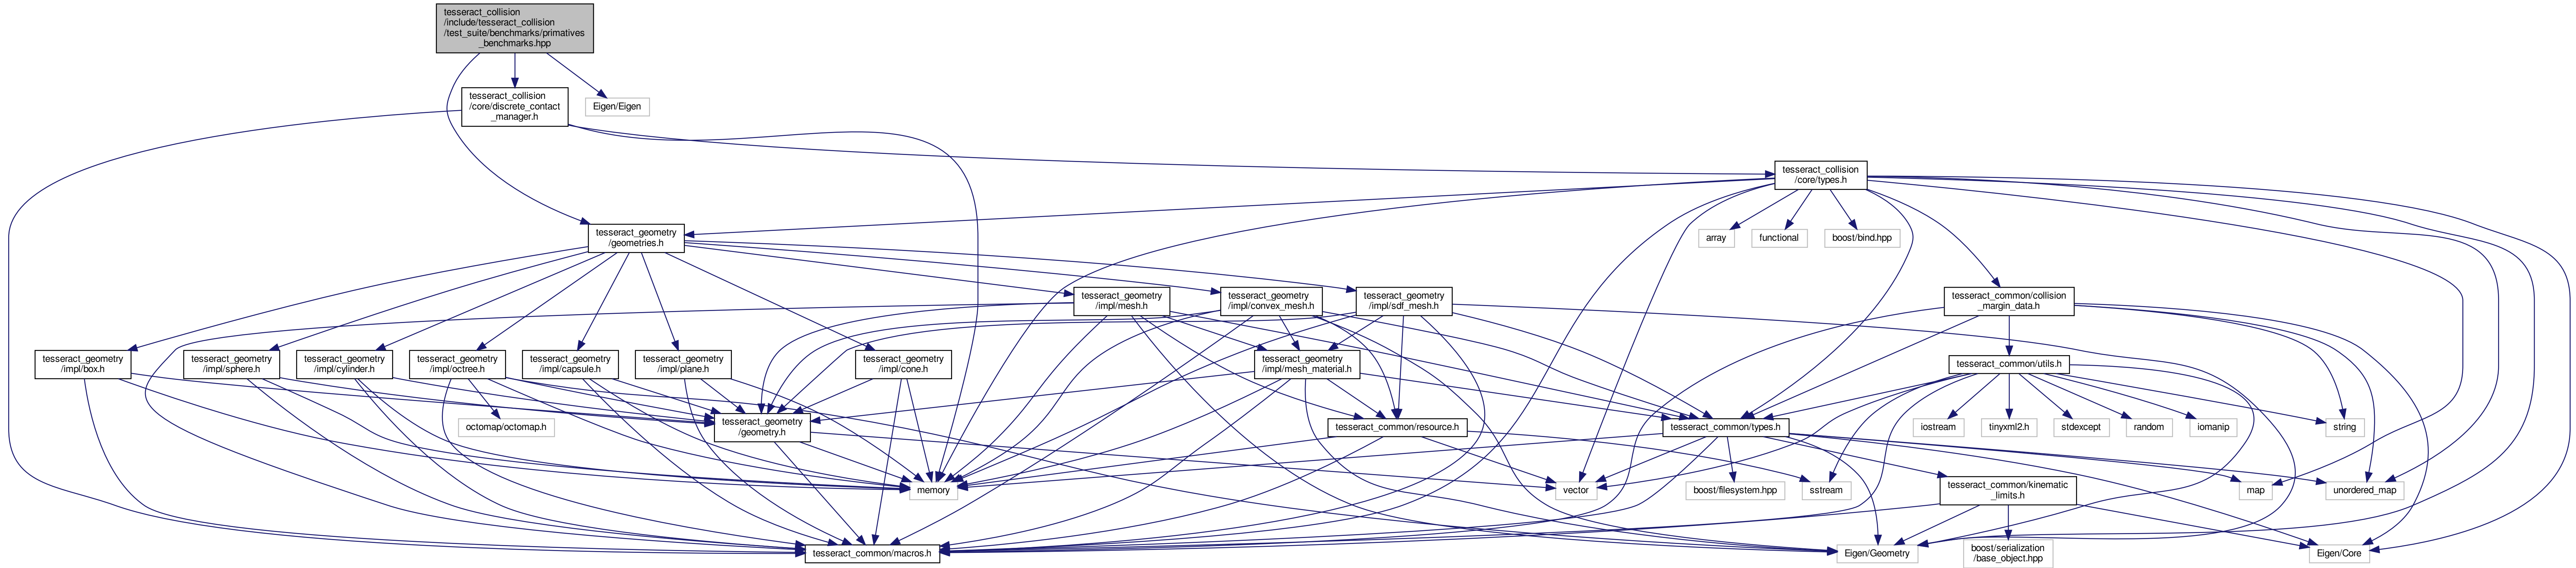 tesseract_collision
/include/tesseract_collision
/test_suite/benchmarks/primatives
_benchmarks.hpp
tesseract_collision
/core/discrete_contact
_manager.h
Eigen/Eigen
tesseract_collision
/core/types.h
tesseract_geometry
/geometries.h
array
functional
boost/bind.hpp
tesseract_geometry
/impl/mesh.h
tesseract_geometry
/impl/convex_mesh.h
tesseract_geometry
/impl/sdf_mesh.h
tesseract_common/collision
_margin_data.h
tesseract_geometry
/impl/box.h
tesseract_geometry
/impl/sphere.h
tesseract_geometry
/impl/cylinder.h
tesseract_geometry
/impl/octree.h
tesseract_geometry
/impl/capsule.h
tesseract_geometry
/impl/plane.h
tesseract_geometry
/impl/cone.h
tesseract_geometry
/impl/mesh_material.h
tesseract_common/utils.h
octomap/octomap.h
tesseract_geometry
/geometry.h
tesseract_common/resource.h
tesseract_common/types.h
iostream
tinyxml2.h
stdexcept
random
iomanip
string
memory
vector
boost/filesystem.hpp
sstream
tesseract_common/kinematic
_limits.h
map
unordered_map
tesseract_common/macros.h
Eigen/Geometry
boost/serialization
/base_object.hpp
Eigen/Core